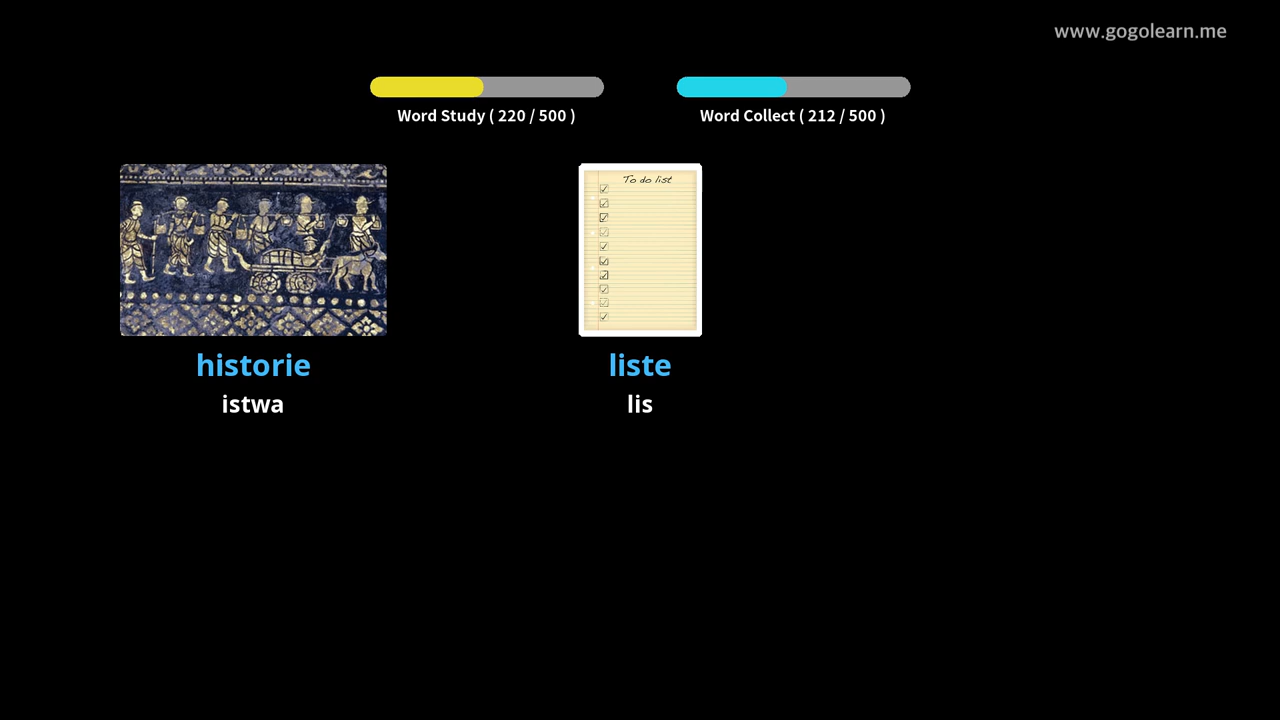 www.gogolearn.me
Word Study ( 220 / 500 )
Word Collect ( 212 / 500 )
To do list
historie
istwa
liste
lis